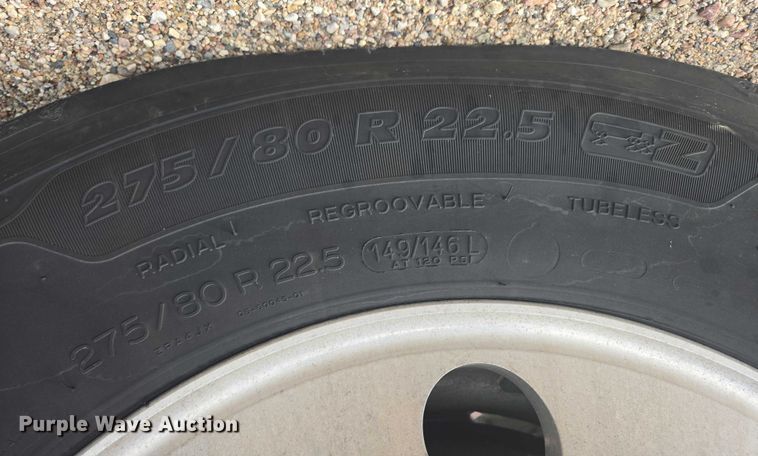 275/80 R 22.5 Z
RADIAL REGROOVABLE TUBELESS
275/80 R 22.5 149/146 L
AT 120 PSI
Purple Wave Auction®